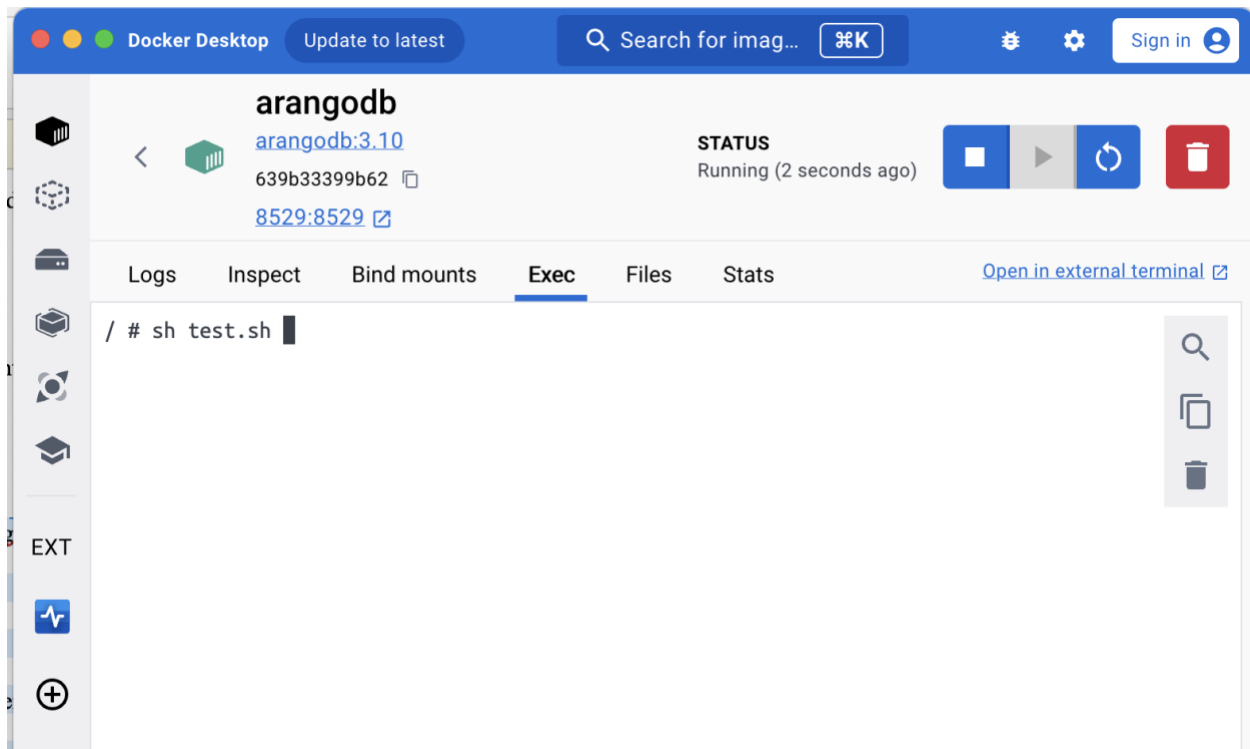 Docker Desktop Update to latest Search for imag... ⌘K Sign in
arangodb
arangodb:3.10
639b33399b62
8529:8529
STATUS
Running (2 seconds ago)
Logs Inspect Bind mounts Exec Files Stats Open in external terminal
/ # sh test.sh
EXT